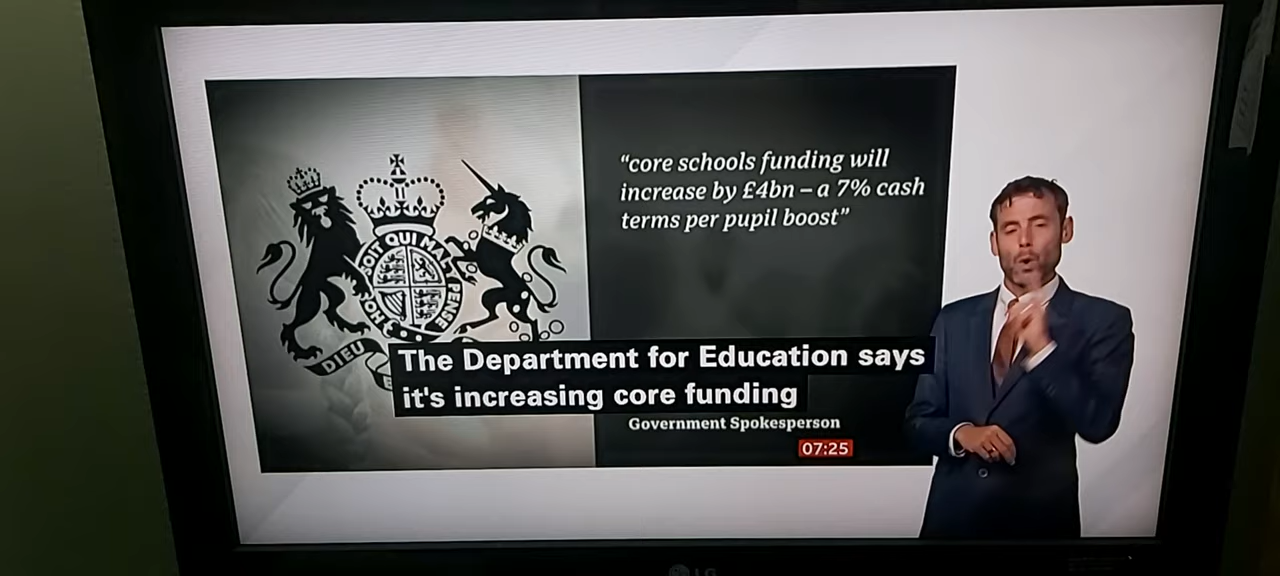 “core schools funding will
increase by £4bn – a 7% cash
terms per pupil boost”
SOIT QUI MAL
PENSE
HON
DIEU
The Department for Education says
it's increasing core funding
Government Spokesperson
07:25
LG